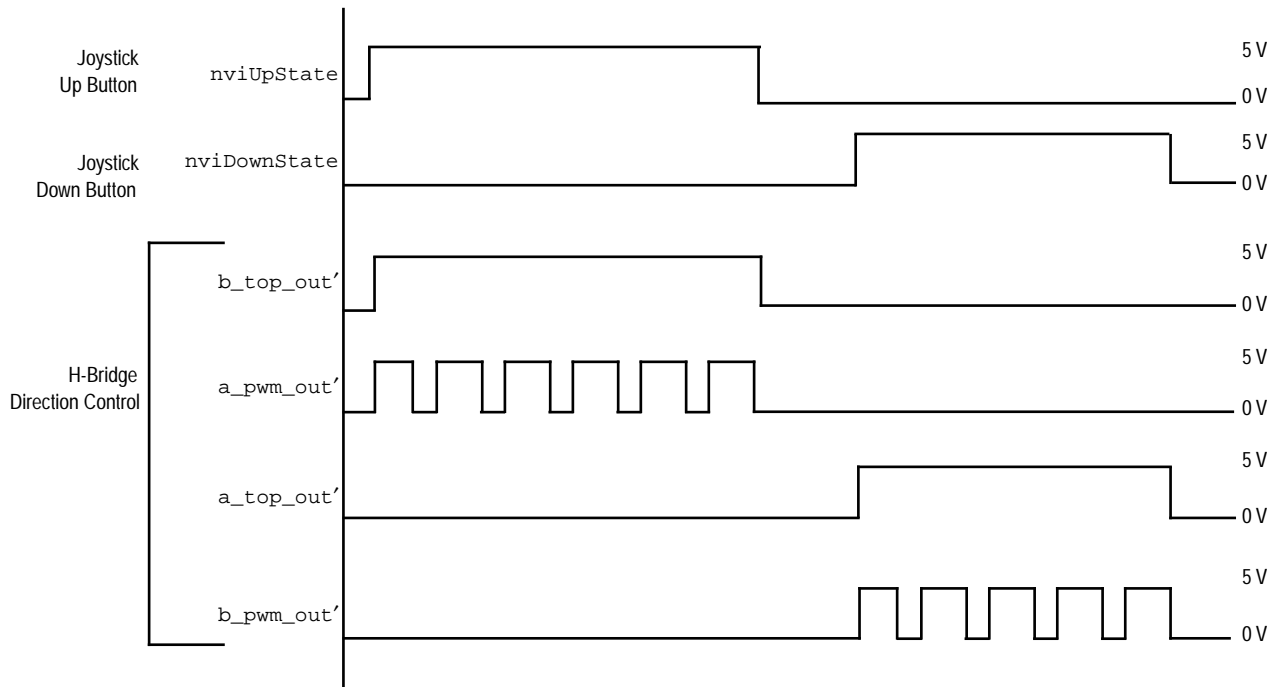 Joystick
Up Button
nviUpState
5 V
0 V
Joystick
Down Button
nviDownState
5 V
0 V
H-Bridge
Direction Control
b_top_out′
5 V
0 V
a_pwm_out′
5 V
0 V
a_top_out′
5 V
0 V
b_pwm_out′
5 V
0 V